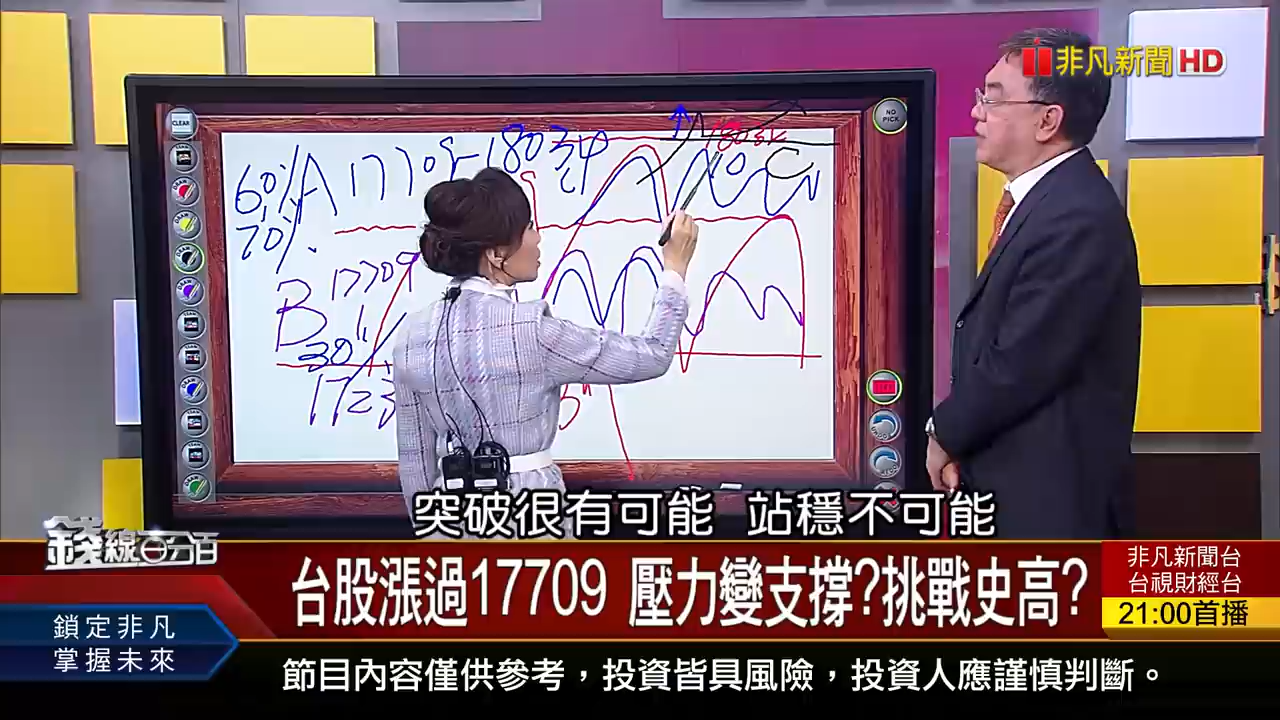 非凡新聞HD
CLEAR
NO PICK
60% A 17709-18034
70%
C
B 17709
30%
突破很有可能 站穩不可能
錢線百分百
台股漲過17709 壓力變支撐?挑戰史高?
非凡新聞台
台視財經台
21:00首播
鎖定非凡
掌握未來
節目內容僅供參考，投資皆具風險，投資人應謹慎判斷。